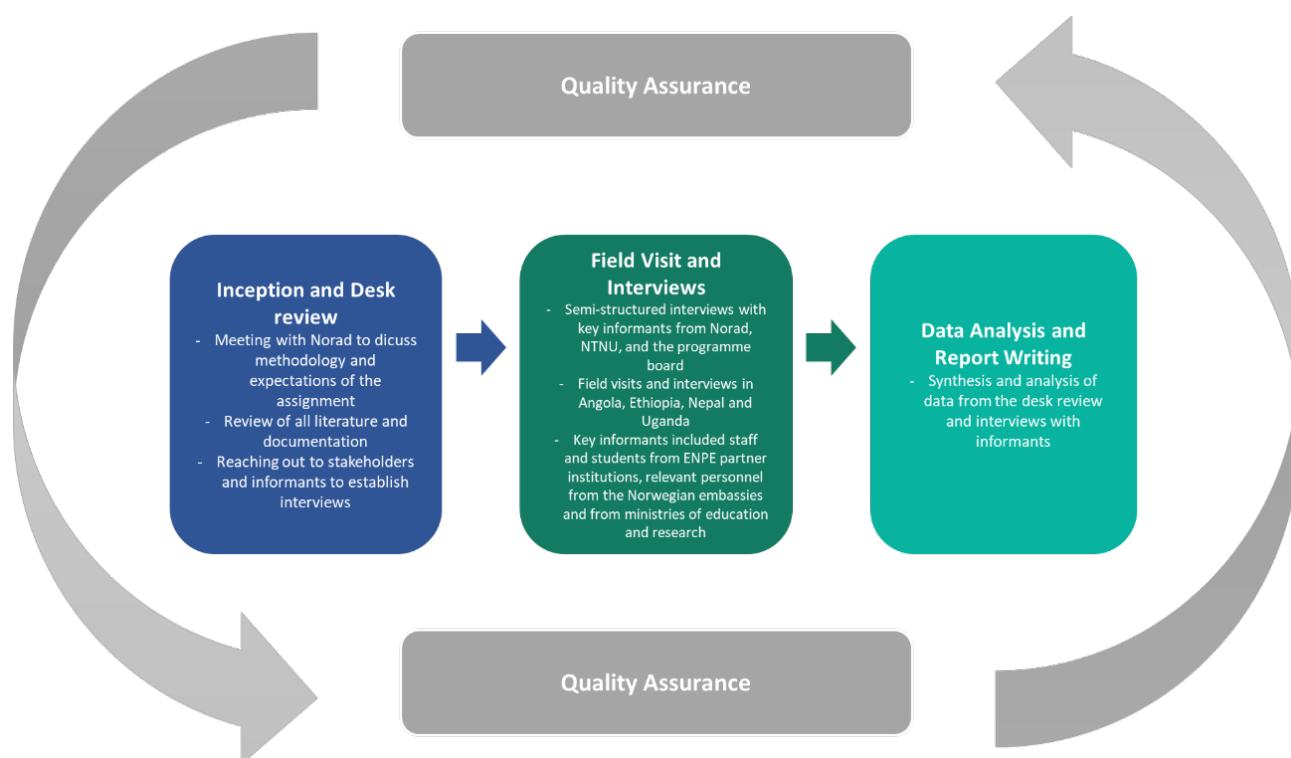 Quality Assurance
Inception and Desk
review
- Meeting with Norad to dicuss
methodology and
expectations of the
assignment
- Review of all literature and
documentation
- Reaching out to stakeholders
and informants to establish
interviews
Field Visit and
Interviews
- Semi-structured interviews with
key informants from Norad,
NTNU, and the programme
board
- Field visits and interviews in
Angola, Ethiopia, Nepal and
Uganda
- Key informants included staff
and students from ENPE partner
institutions, relevant personnel
from the Norwegian embassies
and from ministries of education
and research
Data Analysis and
Report Writing
- Synthesis and analysis of
data from the desk review
and interviews with
informants
Quality Assurance